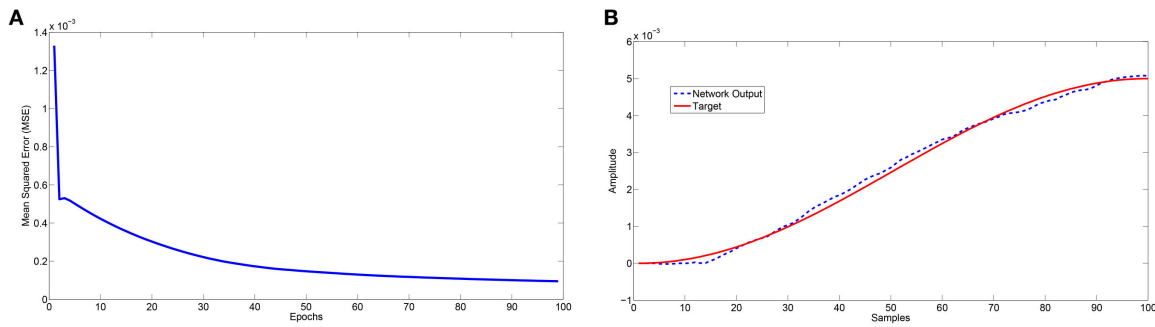 A
x 10⁻³
1.4
1.2
1
0.8
0.6
0.4
0.2
0
0 10 20 30 40 50 60 70 80 90 100
Epochs
Mean Squared Error (MSE)
B
x 10⁻³
6
5
4
3
2
1
0
−1
0 10 20 30 40 50 60 70 80 90 100
Samples
Amplitude
Network Output
Target